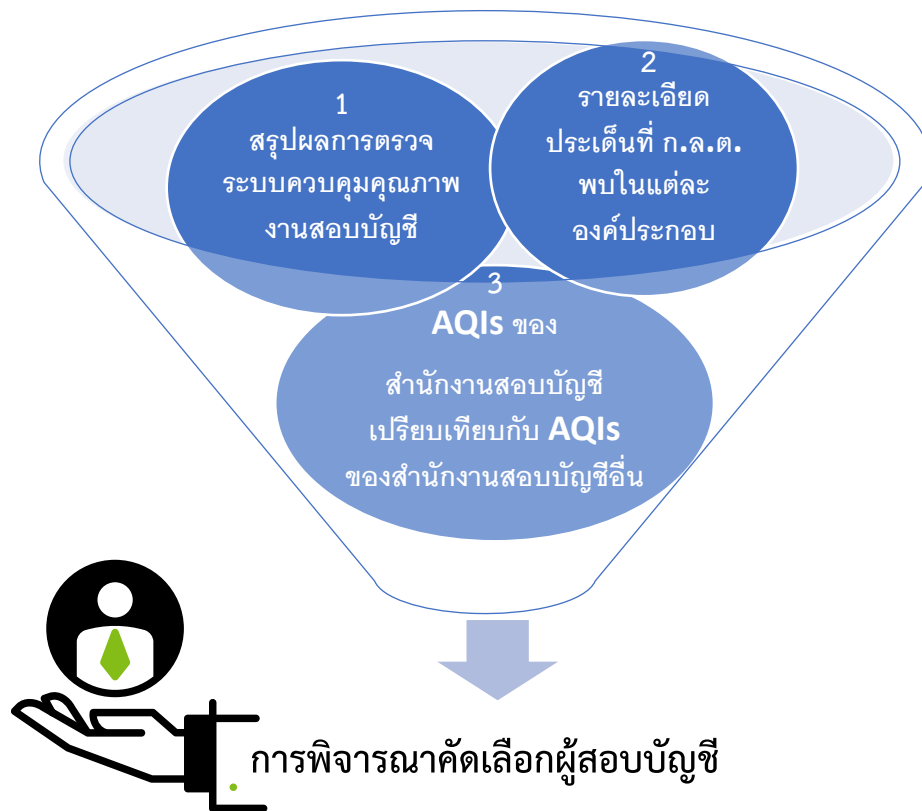 1
สรุปผลการตรวจ
ระบบควบคุมคุณภาพ
งานสอบบัญชี
2
รายละเอียด
ประเด็นที่ ก.ล.ต.
พบในแต่ละ
องค์ประกอบ
3
AQIs ของ
สำนักงานสอบบัญชี
เปรียบเทียบกับ AQIs
ของสำนักงานสอบบัญชีอื่น
การพิจารณาคัดเลือกผู้สอบบัญชี